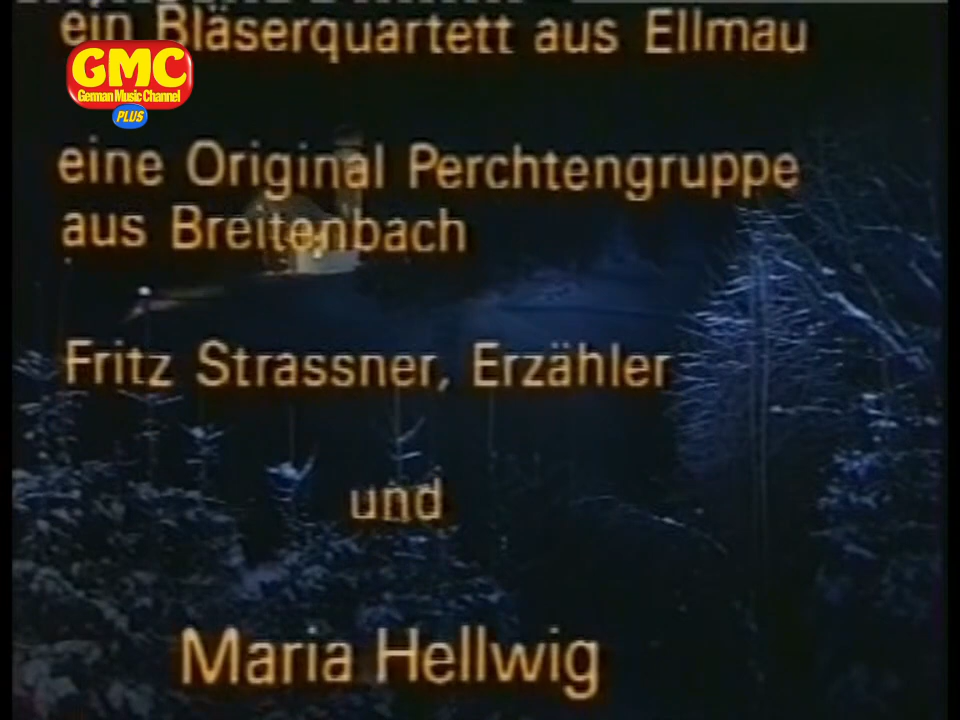 ein Bläserquartett aus Ellmau
GMC
German Music Channel
PLUS
eine Original Perchtengruppe
aus Breitenbach
Fritz Strassner, Erzähler
und
Maria Hellwig